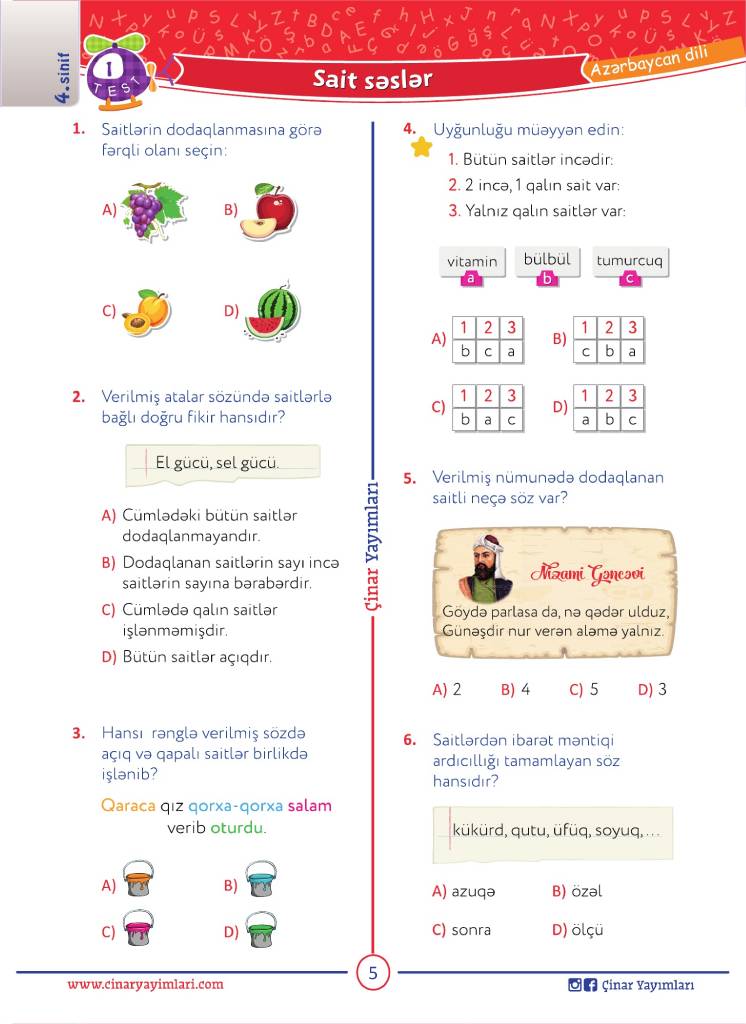 4. sinif
1
TEST
Sait səslər
Azərbaycan dili
1. Saitlərin dodaqlanmasına görə
fərqli olanı seçin:
A)
B)
C)
D)
2. Verilmiş atalar sözündə saitlərlə
bağlı doğru fikir hansıdır?
El gücü, sel gücü.
A) Cümlədəki bütün saitlər
dodaqlanmayandır.
B) Dodaqlanan saitlərin sayı incə
saitlərin sayına bərabərdir.
C) Cümlədə qalın saitlər
işlənməmişdir.
D) Bütün saitlər açıqdır.
3. Hansı rənglə verilmiş sözdə
açıq və qapalı saitlər birlikdə
işlənib?
Qaraca qız qorxa-qorxa salam
verib oturdu.
A)
B)
C)
D)
Çinar Yayımları
4. Uyğunluğu müəyyən edin:
1. Bütün saitlər incədir:
2. 2 incə, 1 qalın sait var:
3. Yalnız qalın saitlər var:
vitamin bülbül tumurcuq
a b c
A) 1 2 3
b c a
B) 1 2 3
c b a
C) 1 2 3
b a c
D) 1 2 3
a b c
5. Verilmiş nümunədə dodaqlanan
saitli neçə söz var?
Nizami Gəncəvi
Göydə parlasa da, nə qədər ulduz,
Günəşdir nur verən aləmə yalnız.
A) 2 B) 4 C) 5 D) 3
6. Saitlərdən ibarət məntiqi
ardıcıllığı tamamlayan söz
hansıdır?
kükürd, qutu, üfüq, soyuq, ...
A) azuqə B) özəl
C) sonra D) ölçü
www.cinaryayimlari.com
5
Çinar Yayımları